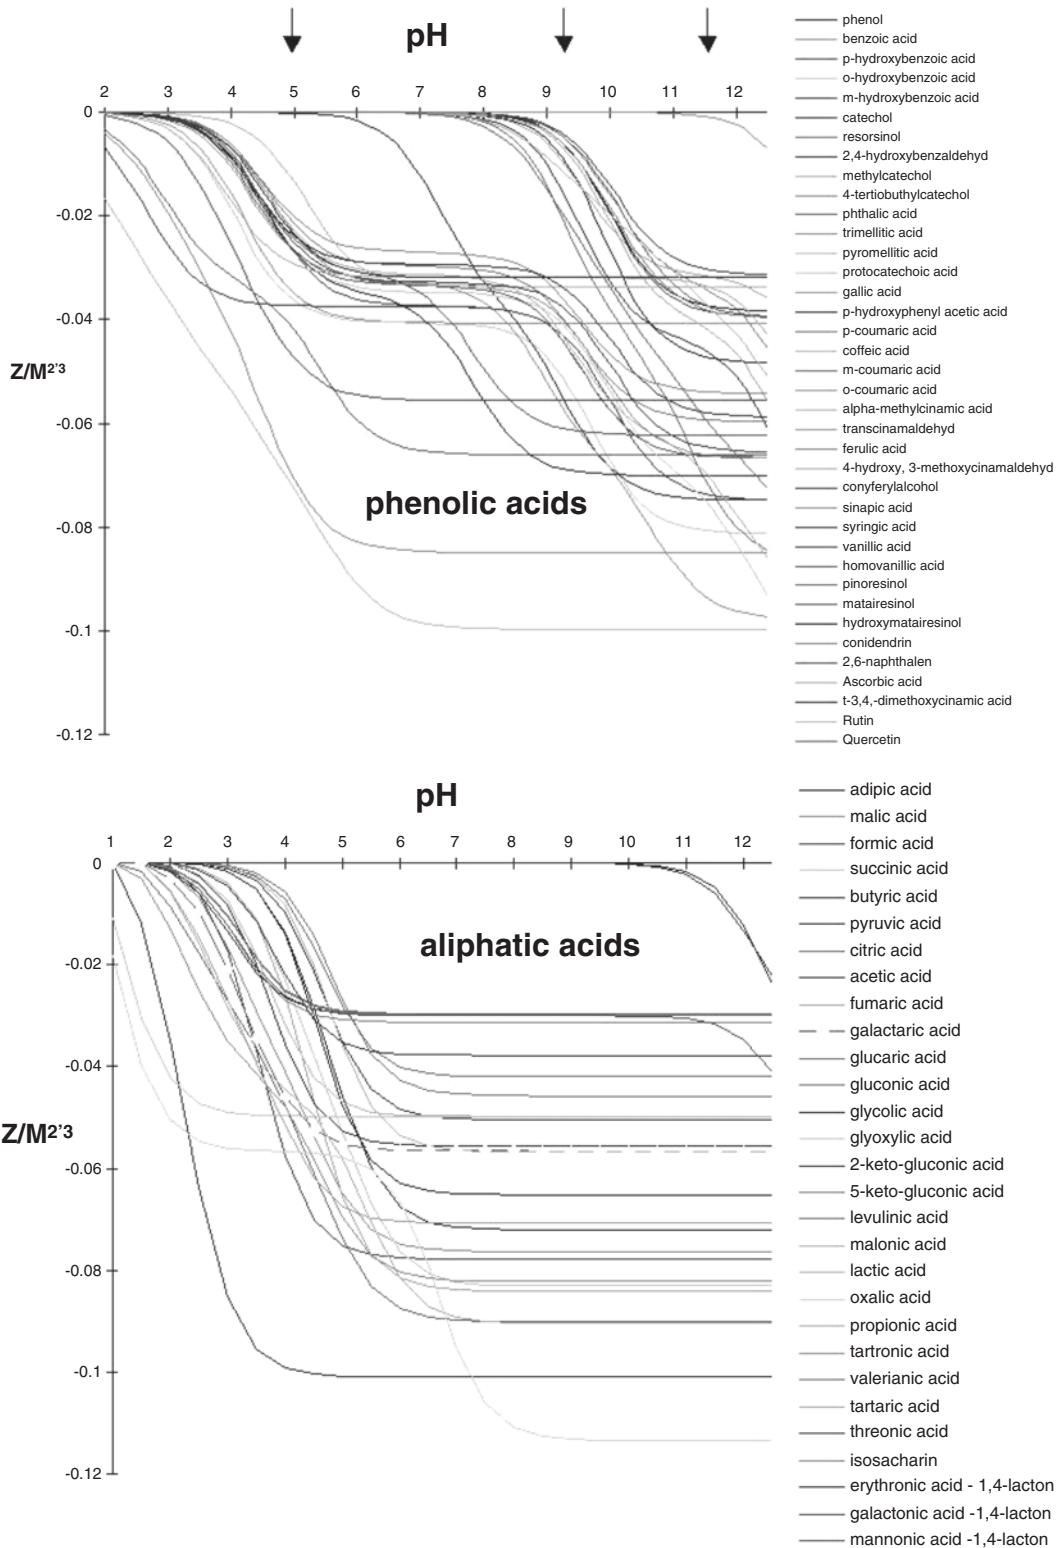 pH
2 3 4 5 6 7 8 9 10 11 12
0
-0.02
-0.04
Z/M2'3
-0.06
-0.08
-0.1
-0.12
phenolic acids
phenol
benzoic acid
p-hydroxybenzoic acid
o-hydroxybenzoic acid
m-hydroxybenzoic acid
catechol
resorsinol
2,4-hydroxybenzaldehyd
methylcatechol
4-tertiobuthylcatechol
phthalic acid
trimellitic acid
pyromellitic acid
protocatechoic acid
gallic acid
p-hydroxyphenyl acetic acid
p-coumaric acid
coffeic acid
m-coumaric acid
o-coumaric acid
alpha-methylcinamic acid
transcinamaldehyd
ferulic acid
4-hydroxy, 3-methoxycinamaldehyd
conyferylalcohol
sinapic acid
syringic acid
vanillic acid
homovanillic acid
pinoresinol
matairesinol
hydroxymatairesinol
conidendrin
2,6-naphthalen
Ascorbic acid
t-3,4,-dimethoxycinamic acid
Rutin
Quercetin
pH
1 2 3 4 5 6 7 8 9 10 11 12
0
-0.02
-0.04
Z/M2'3
-0.06
-0.08
-0.1
-0.12
aliphatic acids
adipic acid
malic acid
formic acid
succinic acid
butyric acid
pyruvic acid
citric acid
acetic acid
fumaric acid
galactaric acid
glucaric acid
gluconic acid
glycolic acid
glyoxylic acid
2-keto-gluconic acid
5-keto-gluconic acid
levulinic acid
malonic acid
lactic acid
oxalic acid
propionic acid
tartronic acid
valerianic acid
tartaric acid
threonic acid
isosacharin
erythronic acid - 1,4-lacton
galactonic acid -1,4-lacton
mannonic acid -1,4-lacton